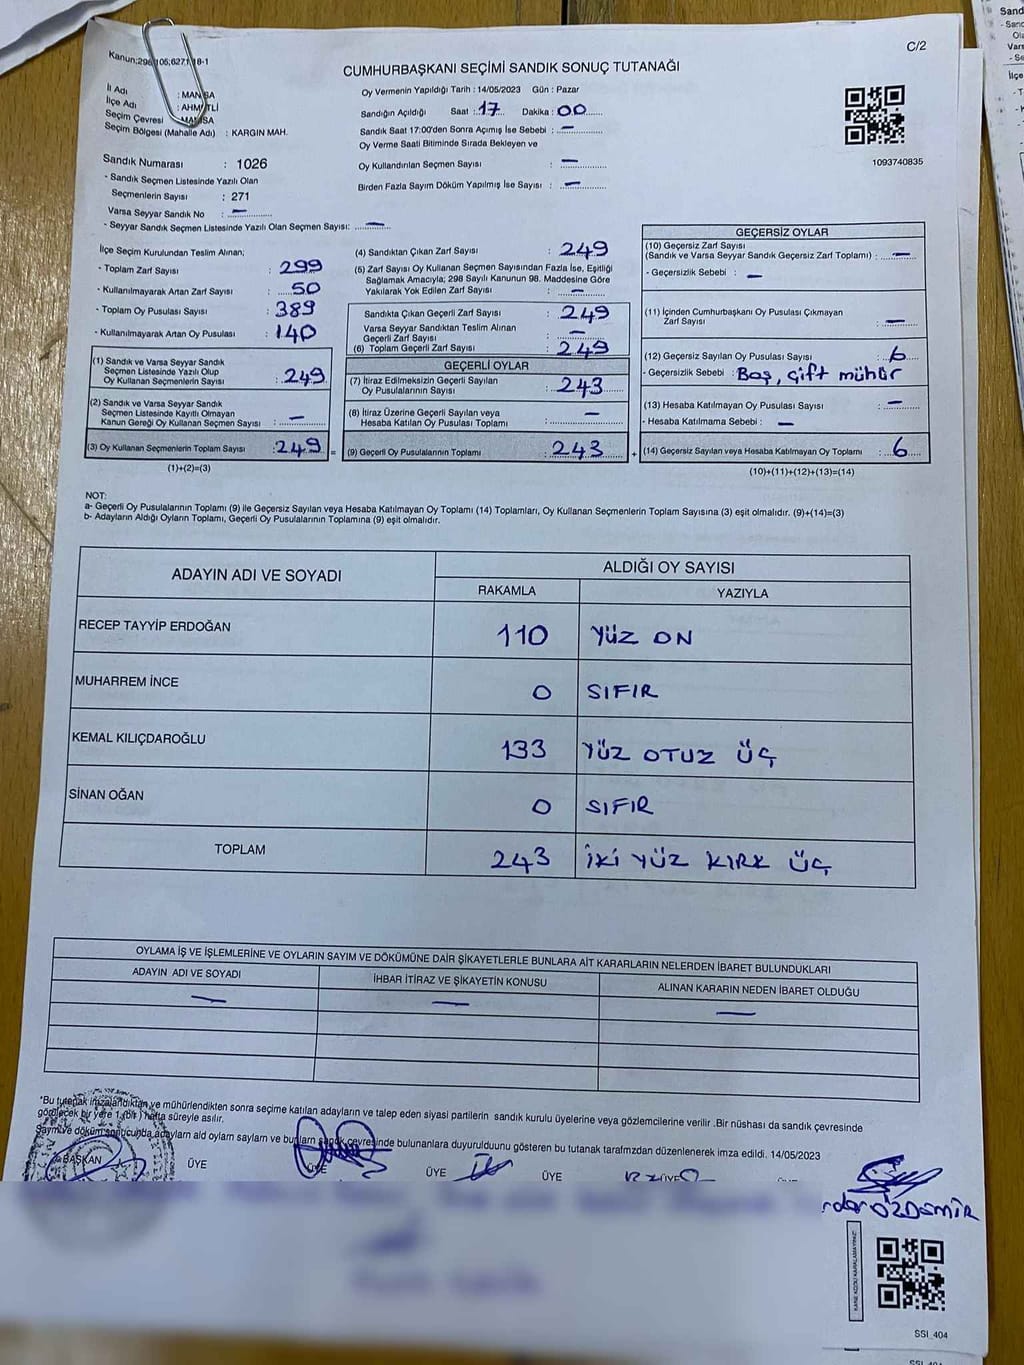 C/2
Kanun;298,106;6271,18-1
CUMHURBAŞKANI SEÇİMİ SANDIK SONUÇ TUTANAĞI
İl Adı : MANİSA
İlçe Adı : AHMETLİ
Seçim Çevresi : MANİSA
Seçim Bölgesi (Mahalle Adı) : KARGIN MAH.
Oy Vermenin Yapıldığı Tarih : 14/05/2023 Gün : Pazar
Sandığın Açıldığı Saat : 17 Dakika : 00
Sandık Saat 17:00'den Sonra Açımış İse Sebebi : —
Oy Verme Saati Bitiminde Sırada Bekleyen ve
Oy Kullandırılan Seçmen Sayısı : —
Birden Fazla Sayım Döküm Yapılmış İse Sayısı : —
1093740835
Sandık Numarası : 1026
- Sandık Seçmen Listesinde Yazılı Olan
Seçmenlerin Sayısı : 271
Varsa Seyyar Sandık No : —
- Seyyar Sandık Seçmen Listesinde Yazılı Olan Seçmen Sayısı: —
İlçe Seçim Kurulundan Teslim Alınan;
- Toplam Zarf Sayısı : 299
- Kullanılmayarak Artan Zarf Sayısı : 50
- Toplam Oy Pusulası Sayısı : 389
- Kullanılmayarak Artan Oy Pusulası : 140
(1) Sandık ve Varsa Seyyar Sandık
Seçmen Listesinde Yazılı Olup
Oy Kullanan Seçmenlerin Sayısı : 249
(2) Sandık ve Varsa Seyyar Sandık
Seçmen Listesinde Kayıtlı Olmayan
Kanun Gereği Oy Kullanan Seçmen Sayısı : —
(3) Oy Kullanan Seçmenlerin Toplam Sayısı : 249 =
(1)+(2)=(3)
(4) Sandıktan Çıkan Zarf Sayısı : 249
(5) Zarf Sayısı Oy Kullanan Seçmen Sayısından Fazla İse, Eşitliği
Sağlamak Amacıyla; 298 Sayılı Kanunun 98. Maddesine Göre
Yakılarak Yok Edilen Zarf Sayısı : —
Sandıkta Çıkan Geçerli Zarf Sayısı : 249
Varsa Seyyar Sandıktan Teslim Alınan
Geçerli Zarf Sayısı : —
(6) Toplam Geçerli Zarf Sayısı : 249
GEÇERLİ OYLAR
(7) İtiraz Edilmeksizin Geçerli Sayılan
Oy Pusulalarının Sayısı : 243
(8) İtiraz Üzerine Geçerli Sayılan veya
Hesaba Katılan Oy Pusulası Toplamı : —
(9) Geçerli Oy Pusulalarının Toplamı : 243 +
GEÇERSİZ OYLAR
(10) Geçersiz Zarf Sayısı
(Sandık ve Varsa Seyyar Sandık Geçersiz Zarf Toplamı) : —
- Geçersizlik Sebebi : —
(11) İçinden Cumhurbaşkanı Oy Pusulası Çıkmayan
Zarf Sayısı : —
(12) Geçersiz Sayılan Oy Pusulası Sayısı : 6
- Geçersizlik Sebebi : Boş, Çift mühür
(13) Hesaba Katılmayan Oy Pusulası Sayısı : —
- Hesaba Katılmama Sebebi : —
(14) Geçersiz Sayılan veya Hesaba Katılmayan Oy Toplamı : 6
(10)+(11)+(12)+(13)=(14)
NOT:
a- Geçerli Oy Pusulalarının Toplamı (9) ile Geçersiz Sayılan veya Hesaba Katılmayan Oy Toplamı (14) Toplamları, Oy Kullanan Seçmenlerin Toplam Sayısına (3) eşit olmalıdır. (9)+(14)=(3)
b- Adayların Aldığı Oyların Toplamı, Geçerli Oy Pusulalarının Toplamına (9) eşit olmalıdır.
ADAYIN ADI VE SOYADI ALDIĞI OY SAYISI
RAKAMLA YAZIYLA
RECEP TAYYİP ERDOĞAN 110 YÜZ ON
MUHARREM İNCE 0 SIFIR
KEMAL KILIÇDAROĞLU 133 YÜZ OTUZ ÜÇ
SİNAN OĞAN 0 SIFIR
TOPLAM 243 İKİ YÜZ KIRK ÜÇ
OYLAMA İŞ VE İŞLEMLERİNE VE OYLARIN SAYIM VE DÖKÜMÜNE DAİR ŞİKAYETLERLE BUNLARA AİT KARARLARIN NELERDEN İBARET BULUNDUKLARI
ADAYIN ADI VE SOYADI İHBAR İTİRAZ VE ŞİKAYETİN KONUSU ALINAN KARARIN NEDEN İBARET OLDUĞU
— — —
*Bu tutanak imzalandıktan ve mühürlendikten sonra seçime katılan adayların ve talep eden siyasi partilerin sandık kurulu üyelerine veya gözlemcilerine verilir .Bir nüshası da sandık çevresinde
görülecek bir yere 1 (bir) hafta süreyle asılır.
Sayım ve döküm sonucunda adayların ald oyların sayların ve bunların sandık çevresinde bulunanlara duyurulduunu gösteren bu tutanak tarafmzdan düzenlenerek imza edildi. 14/05/2023
BAŞKAN ÜYE ÜYE ÜYE ÜYE ÜYE
ÖZDEMİR
SSI_404